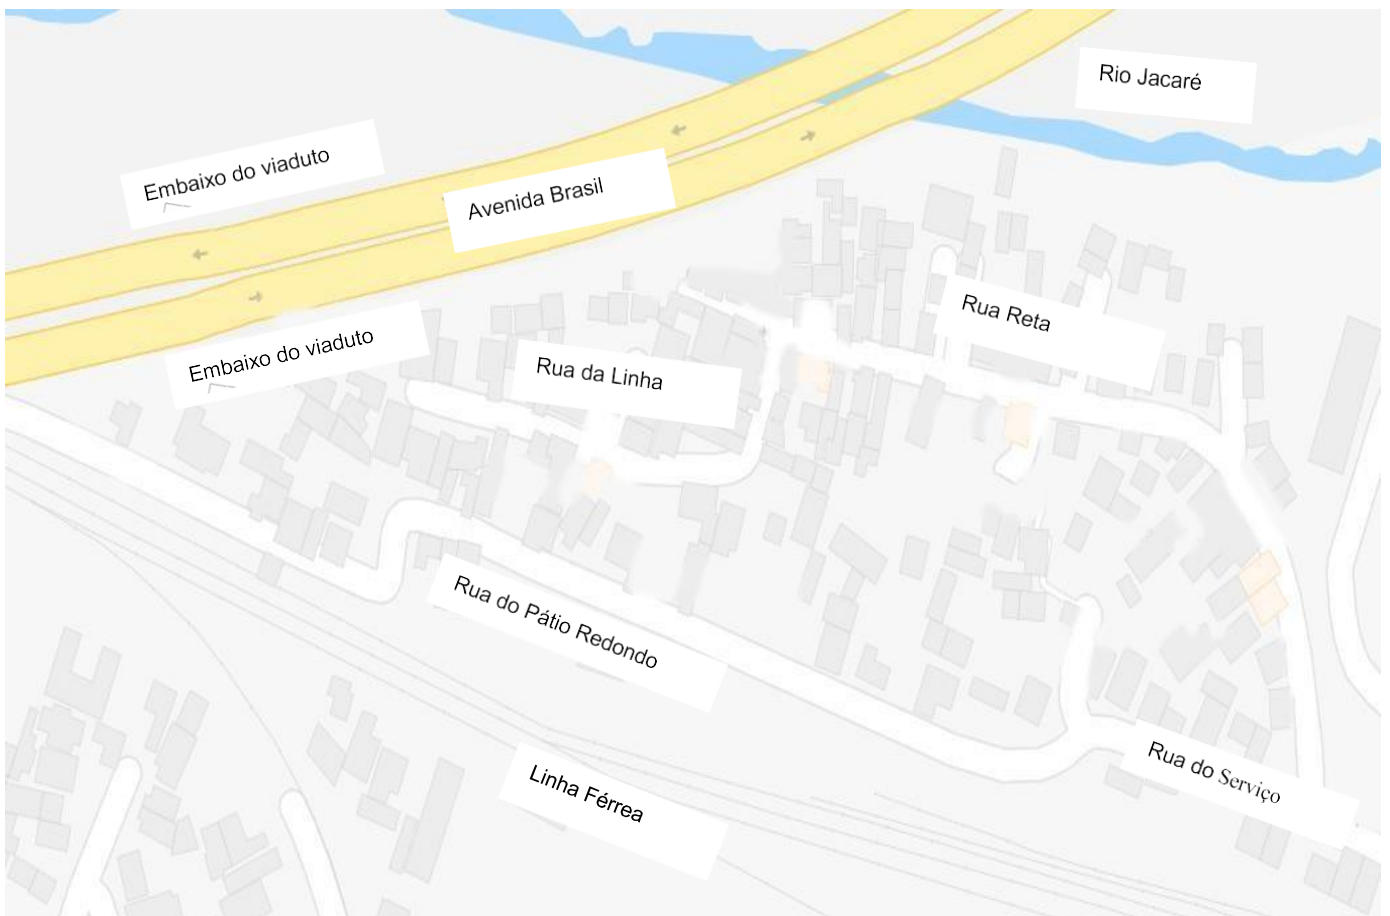 Rio Jacaré
Embaixo do viaduto
Avenida Brasil
Rua Reta
Embaixo do viaduto
Rua da Linha
Rua do Pátio Redondo
Rua do Serviço
Linha Férrea